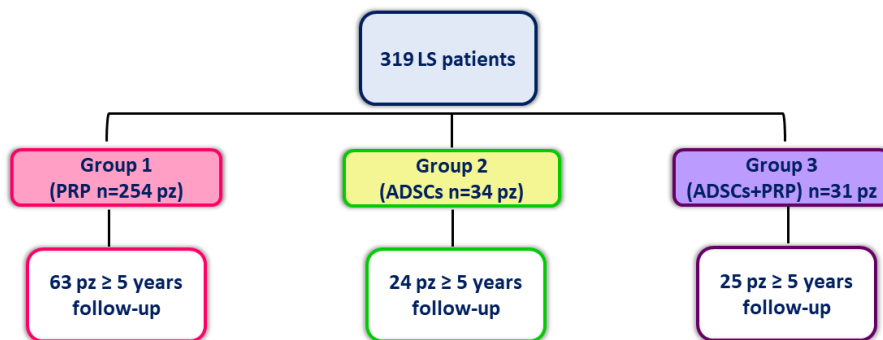 319 LS patients
Group 1
(PRP n=254 pz)
Group 2
(ADSCs n=34 pz)
Group 3
(ADSCs+PRP) n=31 pz
63 pz ≥ 5 years
follow-up
24 pz ≥ 5 years
follow-up
25 pz ≥ 5 years
follow-up